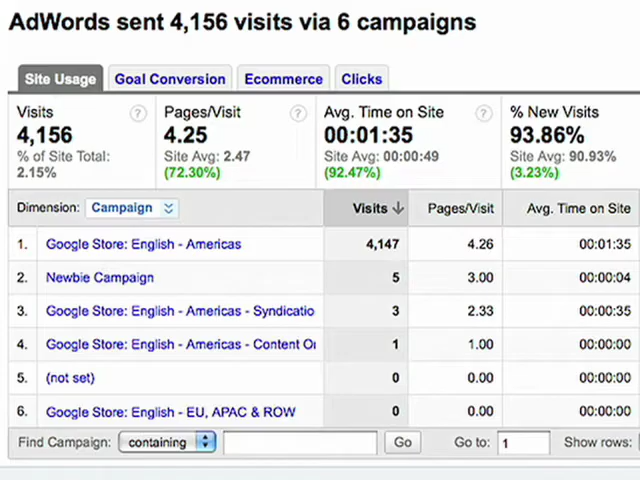 AdWords sent 4,156 visits via 6 campaigns
Site Usage Goal Conversion Ecommerce Clicks
Visits ? Pages/Visit ? Avg. Time on Site ? % New Visits
4,156 4.25 00:01:35 93.86%
% of Site Total: Site Avg: 2.47 Site Avg: 00:00:49 Site Avg: 90.93%
2.15% (72.30%) (92.47%) (3.23%)
Dimension: Campaign Visits Pages/Visit Avg. Time on Site
1. Google Store: English - Americas 4,147 4.26 00:01:35
2. Newbie Campaign 5 3.00 00:00:04
3. Google Store: English - Americas - Syndicatio 3 2.33 00:00:35
4. Google Store: English - Americas - Content On 1 1.00 00:00:00
5. (not set) 0 0.00 00:00:00
6. Google Store: English - EU, APAC & ROW 0 0.00 00:00:00
Find Campaign: containing Go Go to: 1 Show rows: